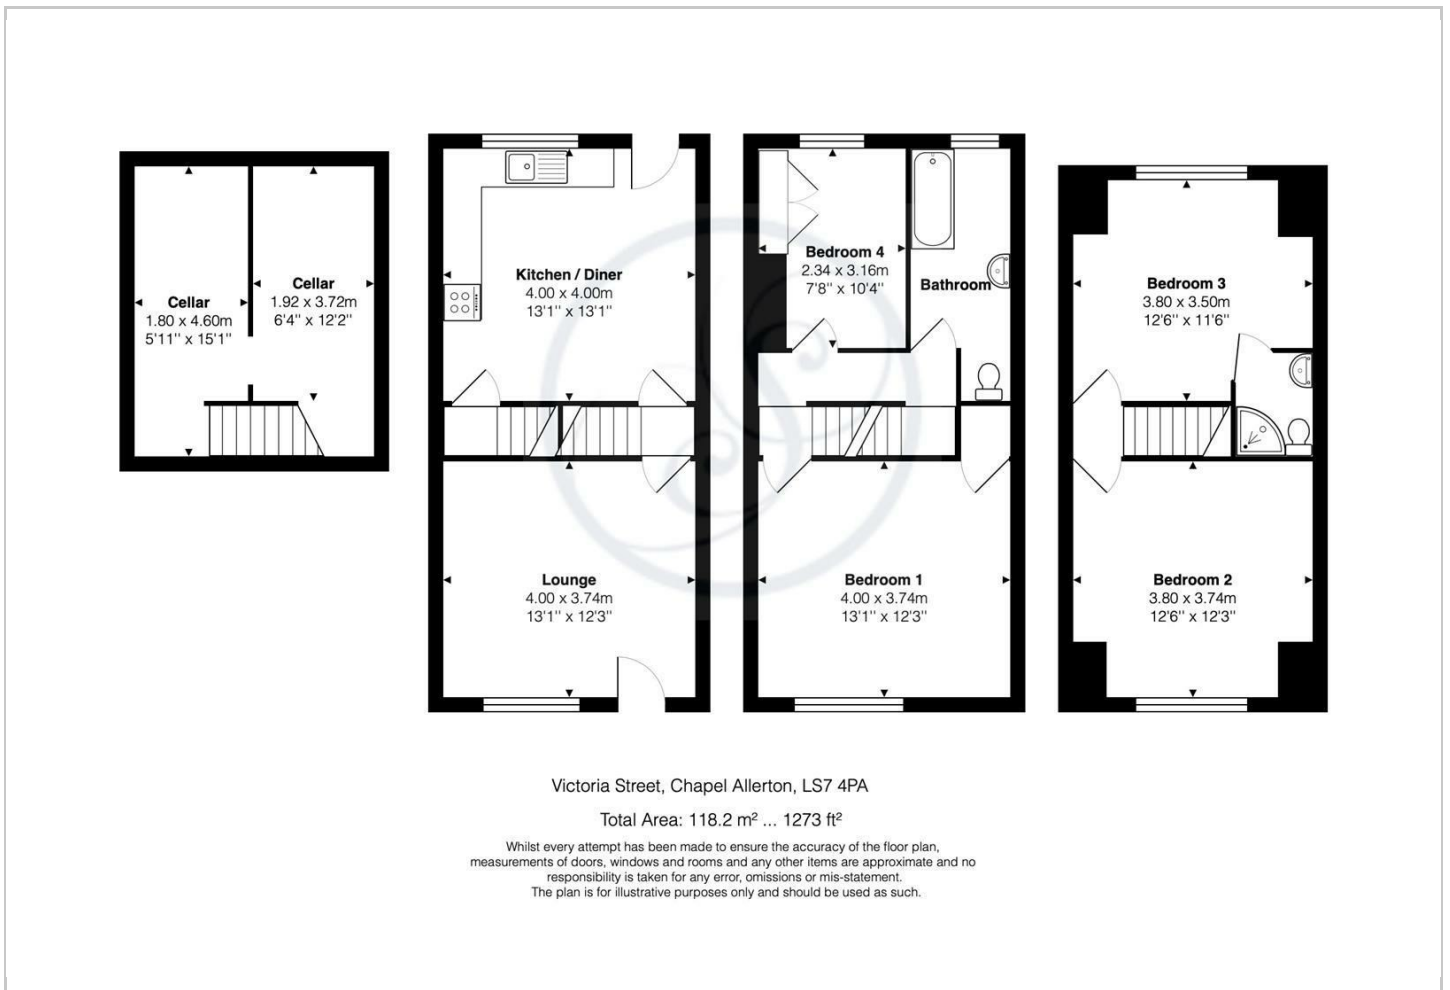 Cellar
1.80 x 4.60m
5'11'' x 15'1''
Cellar
1.92 x 3.72m
6'4'' x 12'2''
Kitchen / Diner
4.00 x 4.00m
13'1'' x 13'1''
Lounge
4.00 x 3.74m
13'1'' x 12'3''
Bedroom 4
2.34 x 3.16m
7'8'' x 10'4''
Bathroom
Bedroom 1
4.00 x 3.74m
13'1'' x 12'3''
Bedroom 3
3.80 x 3.50m
12'6'' x 11'6''
Bedroom 2
3.80 x 3.74m
12'6'' x 12'3''
Victoria Street, Chapel Allerton, LS7 4PA
Total Area: 118.2 m² ... 1273 ft²
Whilst every attempt has been made to ensure the accuracy of the floor plan,
measurements of doors, windows and rooms and any other items are approximate and no
responsibility is taken for any error, omissions or mis-statement.
The plan is for illustrative purposes only and should be used as such.